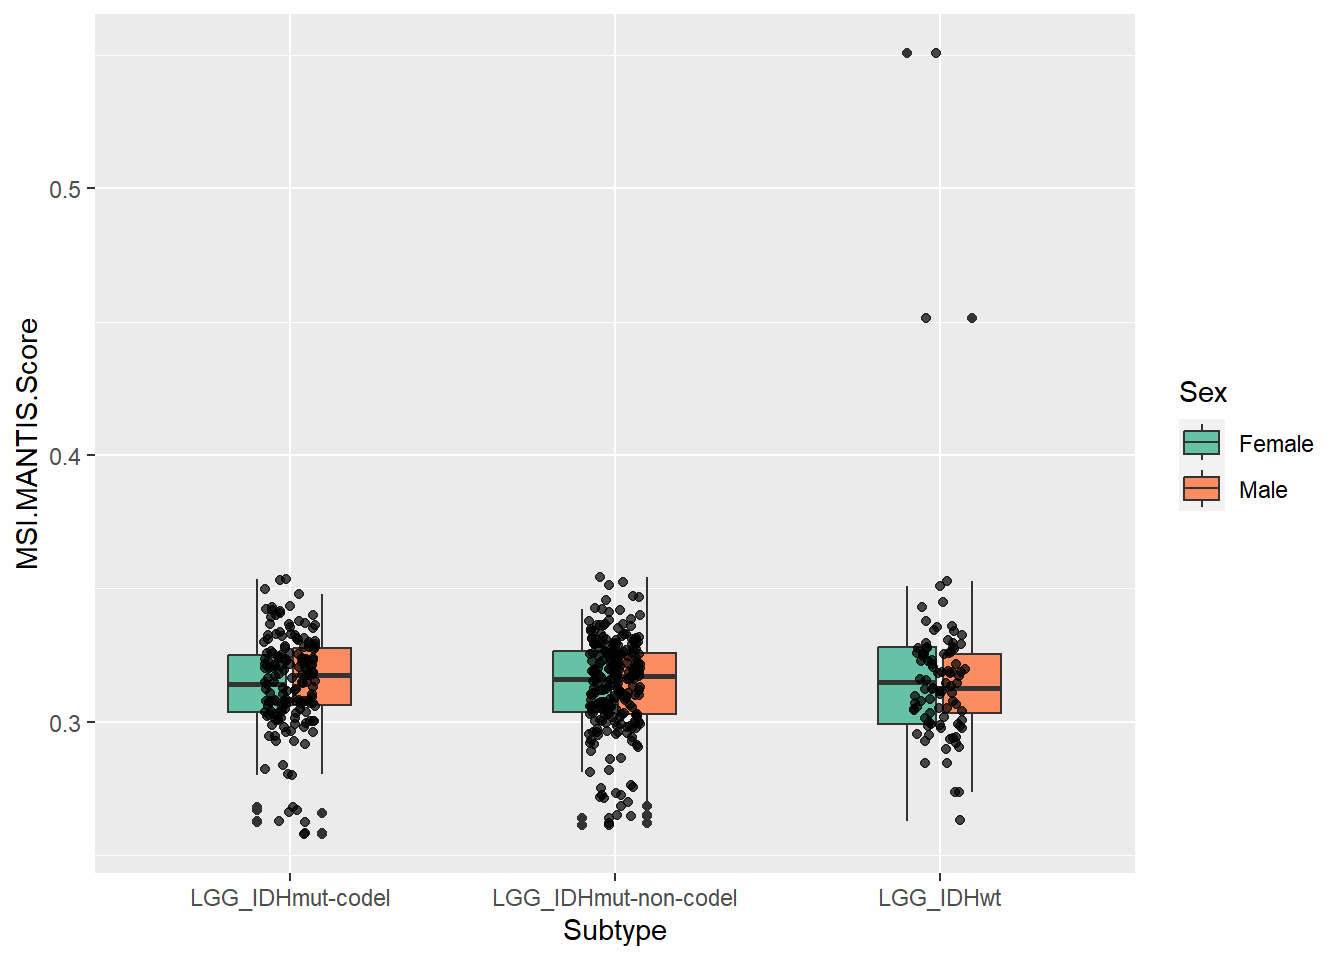 0.5
0.4
0.3
MSI.MANTIS.Score
LGG_IDHmut-codel
LGG_IDHmut-non-codel
LGG_IDHwt
Subtype
Sex
Female
Male